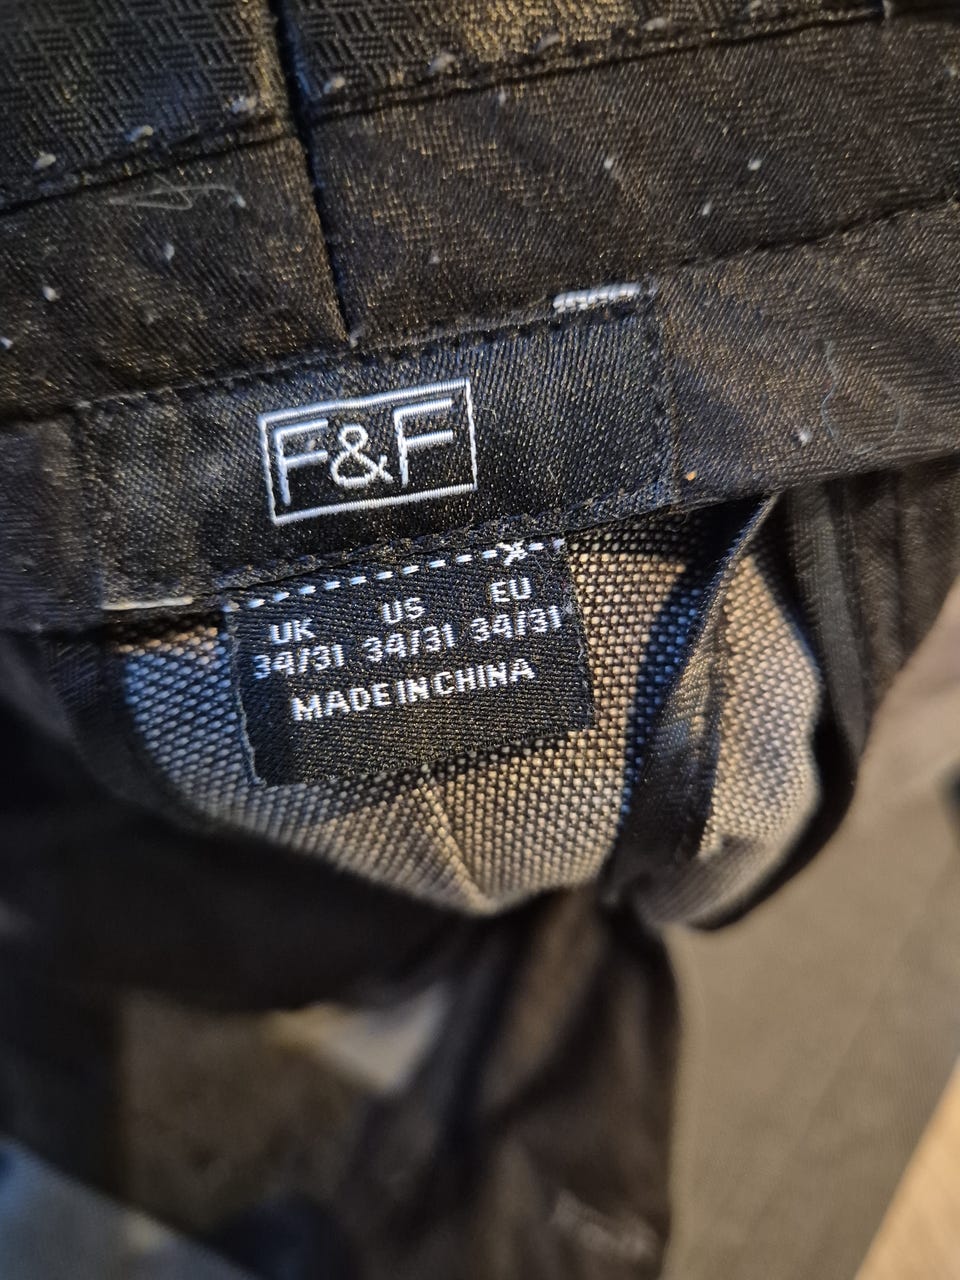 F&F
UK US EU
34/31 34/31 34/31
MADE IN CHINA